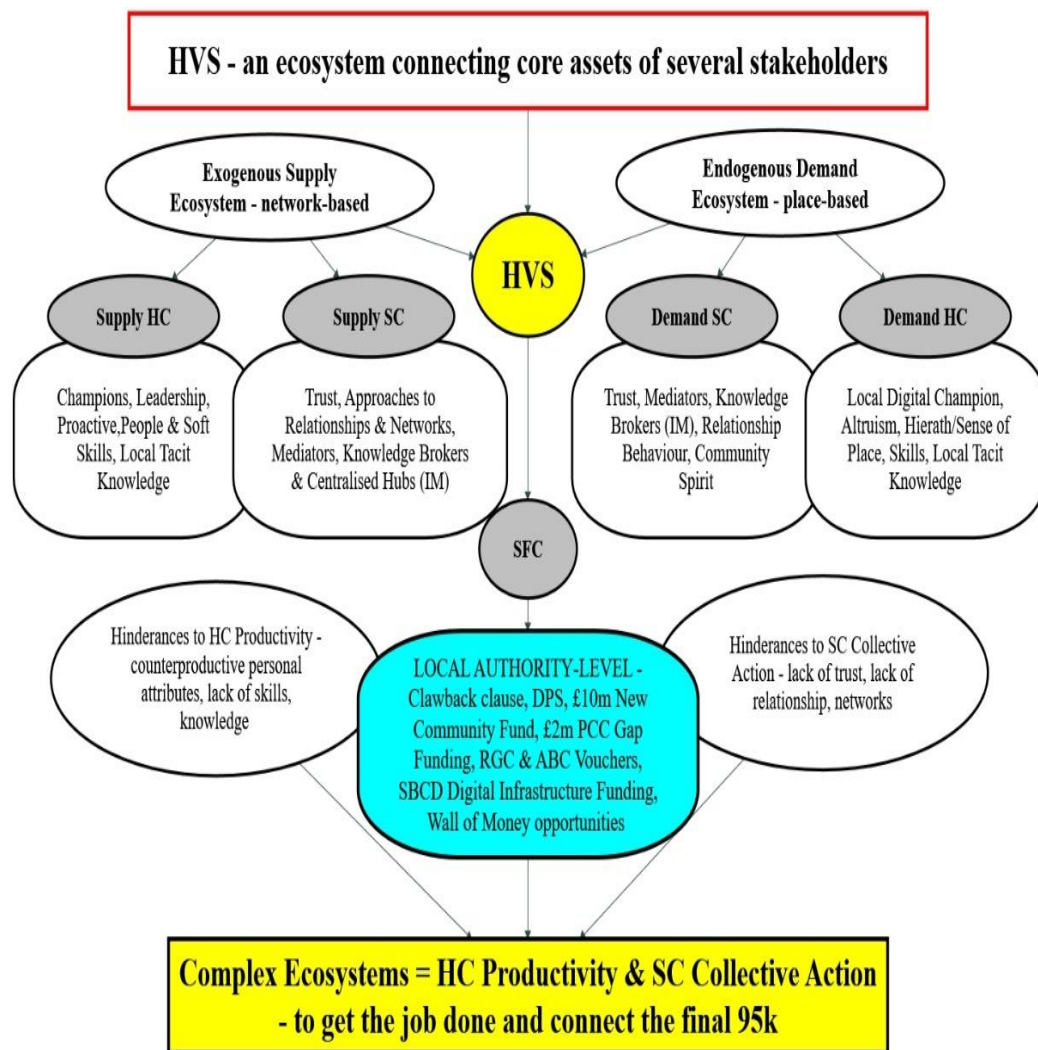 HVS - an ecosystem connecting core assets of several stakeholders
Exogenous Supply
Ecosystem - network-based
Endogenous Demand
Ecosystem - place-based
HVS
Supply HC
Supply SC
Demand SC
Demand HC
Champions, Leadership,
Proactive,People & Soft
Skills, Local Tacit
Knowledge
Trust, Approaches to
Relationships & Networks,
Mediators, Knowledge Brokers
& Centralised Hubs (IM)
Trust, Mediators, Knowledge
Brokers (IM), Relationship
Behaviour, Community
Spirit
Local Digital Champion,
Altruism, Hierath/Sense of
Place, Skills, Local Tacit
Knowledge
SFC
Hinderances to HC Productivity -
counterproductive personal
attributes, lack of skills,
knowledge
LOCAL AUTHORITY-LEVEL -
Clawback clause, DPS, £10m New
Community Fund, £2m PCC Gap
Funding, RGC & ABC Vouchers,
SBCD Digital Infrastructure Funding,
Wall of Money opportunities
Hinderances to SC Collective
Action - lack of trust, lack of
relationship, networks
Complex Ecosystems = HC Productivity & SC Collective Action
- to get the job done and connect the final 95k